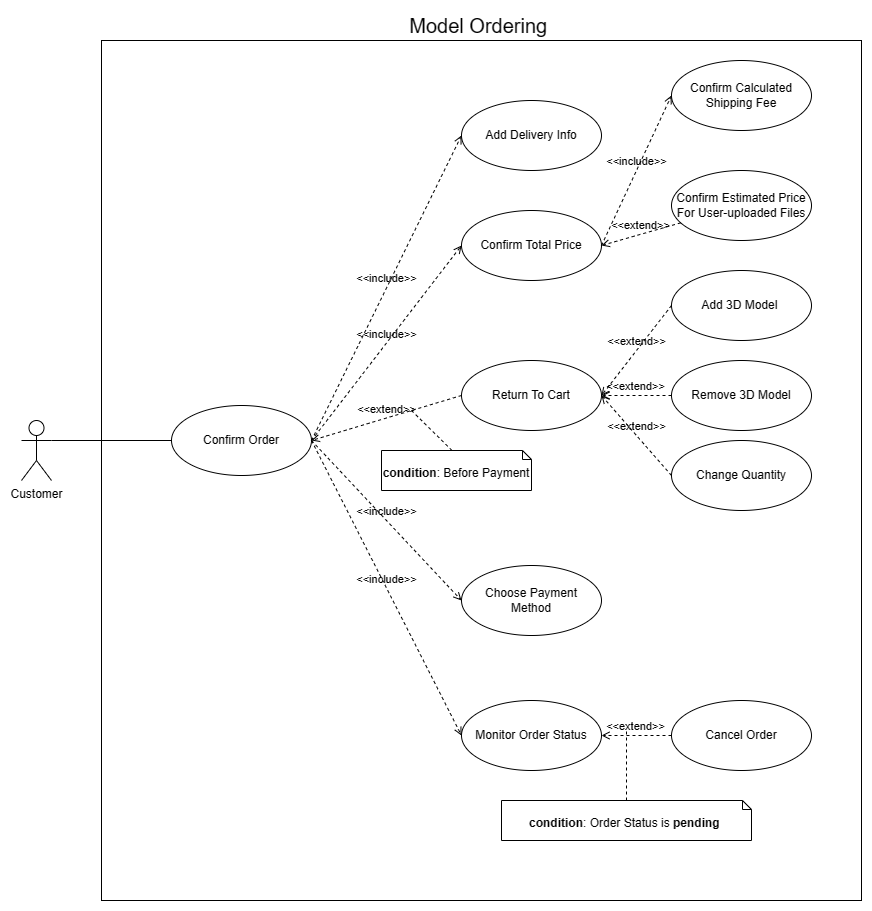 Model Ordering
Confirm Calculated
Shipping Fee
Add Delivery Info
<<include>>
Confirm Estimated Price
For User-uploaded Files
<<extend>>
Confirm Total Price
<<include>>
Add 3D Model
<<include>>
<<extend>>
<<extend>>
Return To Cart
Remove 3D Model
<<extend>>
<<extend>>
Confirm Order
condition: Before Payment
Change Quantity
Customer
<<include>>
<<include>>
Choose Payment
Method
<<extend>>
Monitor Order Status
Cancel Order
condition: Order Status is pending